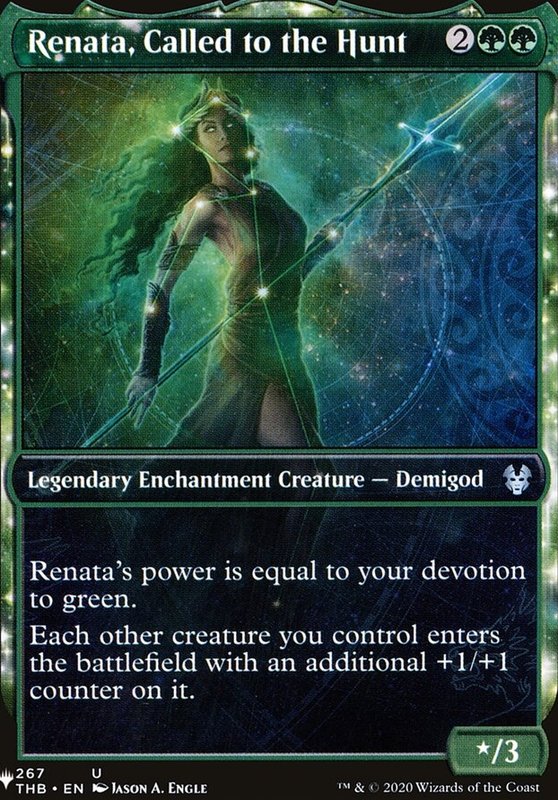 Renata, Called to the Hunt 2
Legendary Enchantment Creature — Demigod
Renata's power is equal to your devotion
to green.
Each other creature you control enters
the battlefield with an additional +1/+1
counter on it.
★/3
267 U
THB • EN Jason A. Engle
™ & © 2020 Wizards of the Coast